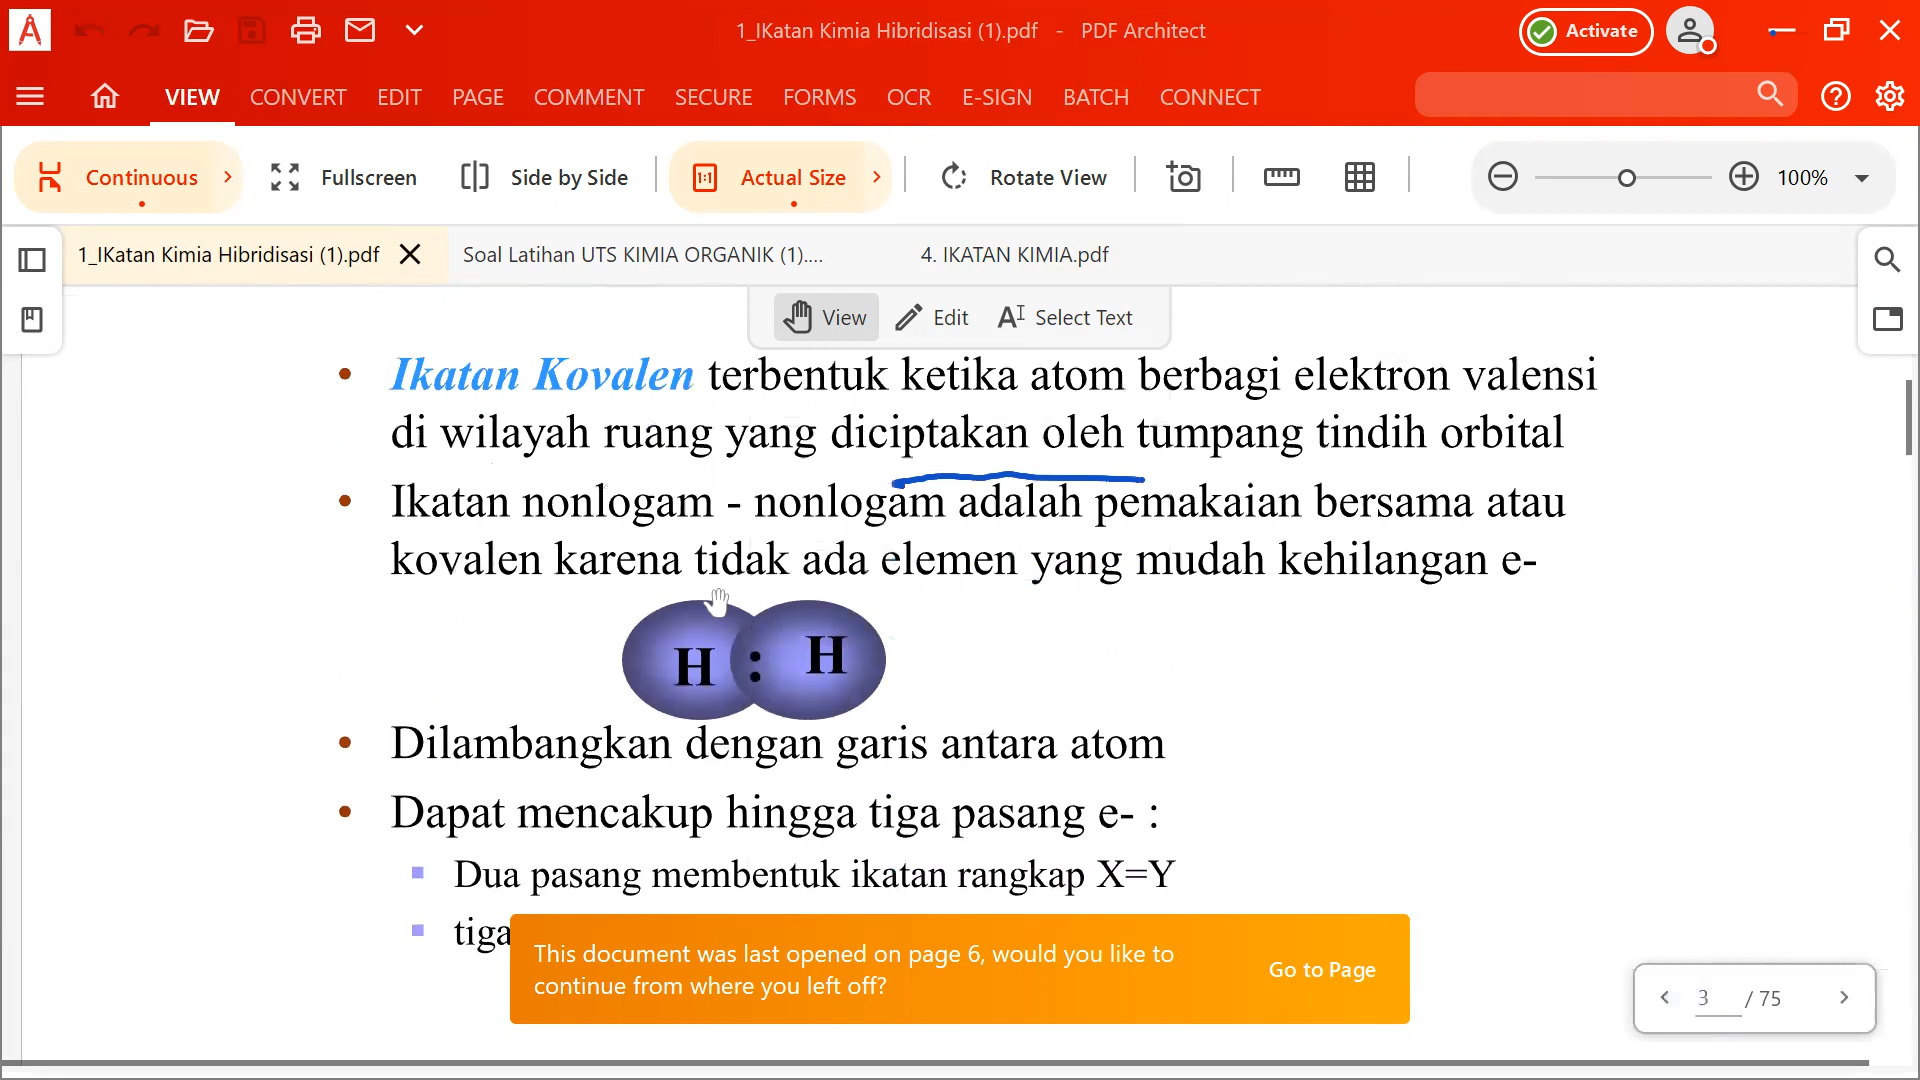 1_IKatan Kimia Hibridisasi (1).pdf - PDF Architect
Activate
VIEW CONVERT EDIT PAGE COMMENT SECURE FORMS OCR E-SIGN BATCH CONNECT
Continuous Fullscreen Side by Side 1:1 Actual Size Rotate View 100%
1_IKatan Kimia Hibridisasi (1).pdf Soal Latihan UTS KIMIA ORGANIK (1).... 4. IKATAN KIMIA.pdf
View Edit Select Text
• Ikatan Kovalen terbentuk ketika atom berbagi elektron valensi
di wilayah ruang yang diciptakan oleh tumpang tindih orbital
• Ikatan nonlogam - nonlogam adalah pemakaian bersama atau
kovalen karena tidak ada elemen yang mudah kehilangan e-
H : H
• Dilambangkan dengan garis antara atom
• Dapat mencakup hingga tiga pasang e- :
▪ Dua pasang membentuk ikatan rangkap X=Y
▪ tiga
This document was last opened on page 6, would you like to
continue from where you left off?
Go to Page
3 / 75